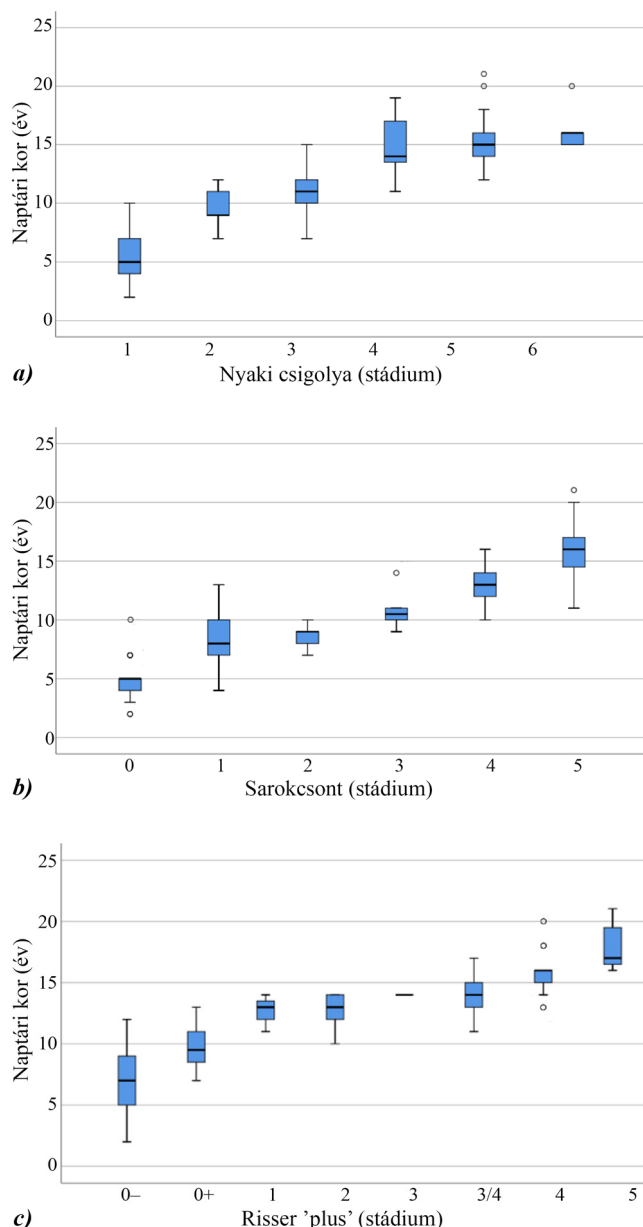 25
20
15
10
5
0
Naptári kor (év)
1 2 3 4 5 6
a) Nyaki csigolya (stádium)
25
20
15
10
5
0
Naptári kor (év)
0 1 2 3 4 5
b) Sarokcsont (stádium)
25
20
15
10
5
0
Naptári kor (év)
0– 0+ 1 2 3 3/4 4 5
c) Risser ’plus’ (stádium)